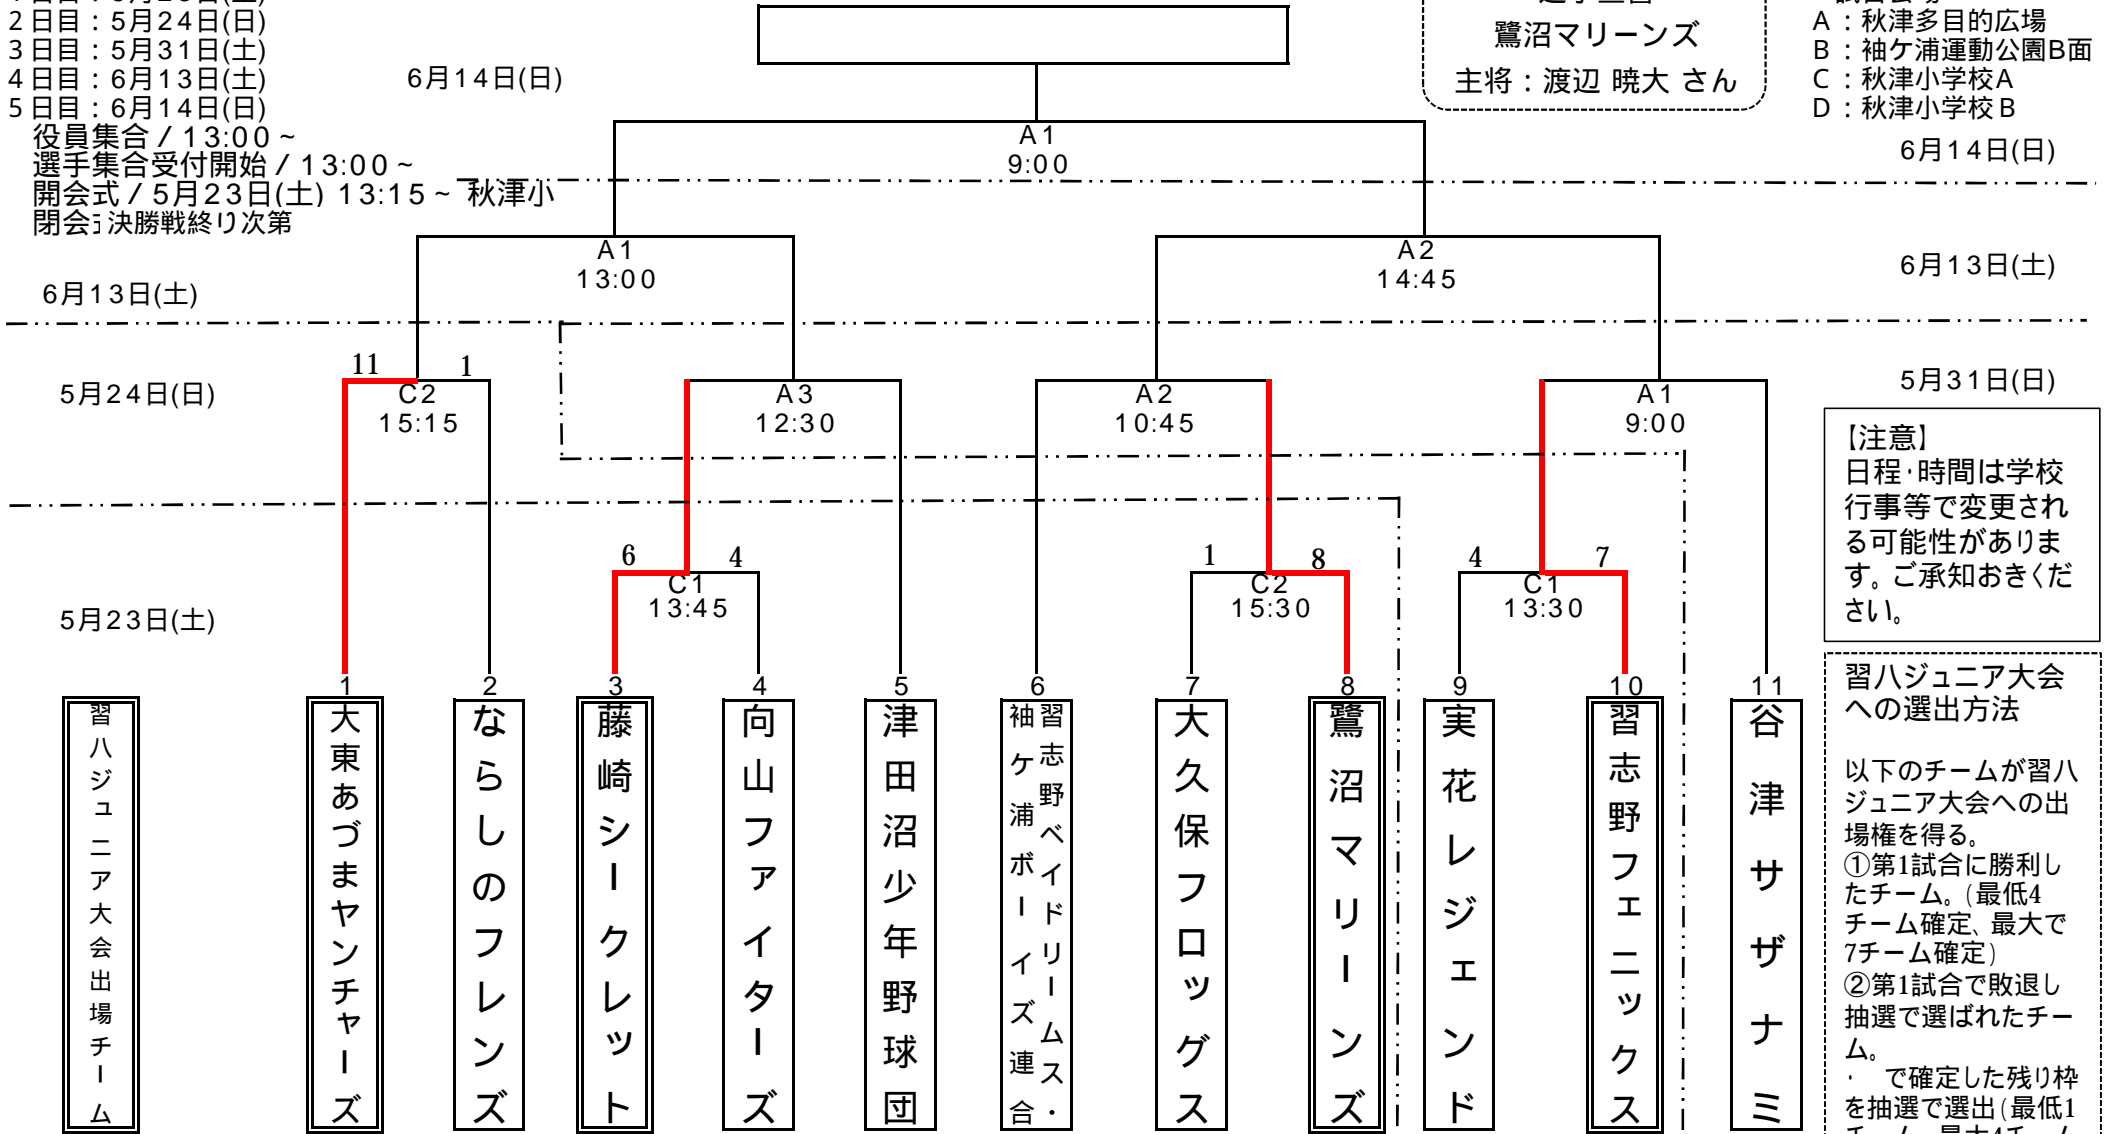 2日目：5月24日(日)
3日目：5月31日(土)
4日目：6月13日(土)
5日目：6月14日(日)
役員集合 / 13:00～
選手集合受付開始 / 13:00～
開会式 / 5月23日(土) 13:15～ 秋津小
閉会 決勝戦終り次第
6月14日(日)
鷺沼マリーンズ
主将：渡辺 暁大 さん
A：秋津多目的広場
B：袖ケ浦運動公園B面
C：秋津小学校A
D：秋津小学校B
A1
9:00
6月14日(日)
A1
13:00
A2
14:45
6月13日(土)
6月13日(土)
5月24日(日)
11
1
C2
15:15
A3
12:30
A2
10:45
A1
9:00
5月31日(日)
5月23日(土)
6
4
C1
13:45
1
8
C2
15:30
4
7
C1
13:30
【注意】
日程・時間は学校
行事等で変更され
る可能性がありま
す。ご承知おきくだ
さい。
習八ジュニア大会出場チーム
1
大東あづまヤンチャーズ
2
ならしのフレンズ
3
藤崎シークレット
4
向山ファイターズ
5
津田沼少年野球団
6
習志野ベイドリームス・
袖ケ浦ボーイズ連合
7
大久保フロッグス
8
鷺沼マリーンズ
9
実花レジェンド
10
習志野フェニックス
11
谷津サザナミ
習八ジュニア大会
への選出方法
以下のチームが習八
ジュニア大会への出
場権を得る。
①第1試合に勝利し
たチーム。(最低4
チーム確定、最大で
7チーム確定)
②第1試合で敗退し
抽選で選ばれたチー
ム。
・ で確定した残り枠
を抽選で選出(最低1